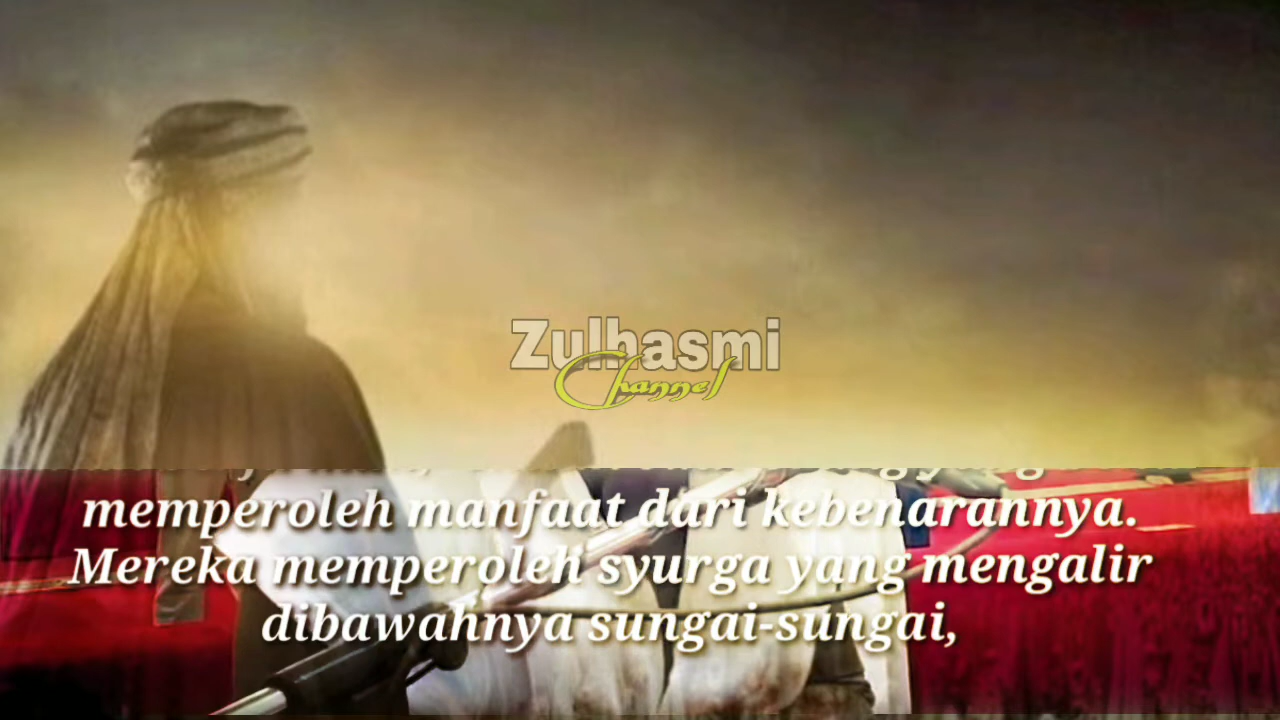 Zulhasmi
Channel
memperoleh manfaat dari kebenarannya.
Mereka memperoleh syurga yang mengalir
dibawahnya sungai-sungai,